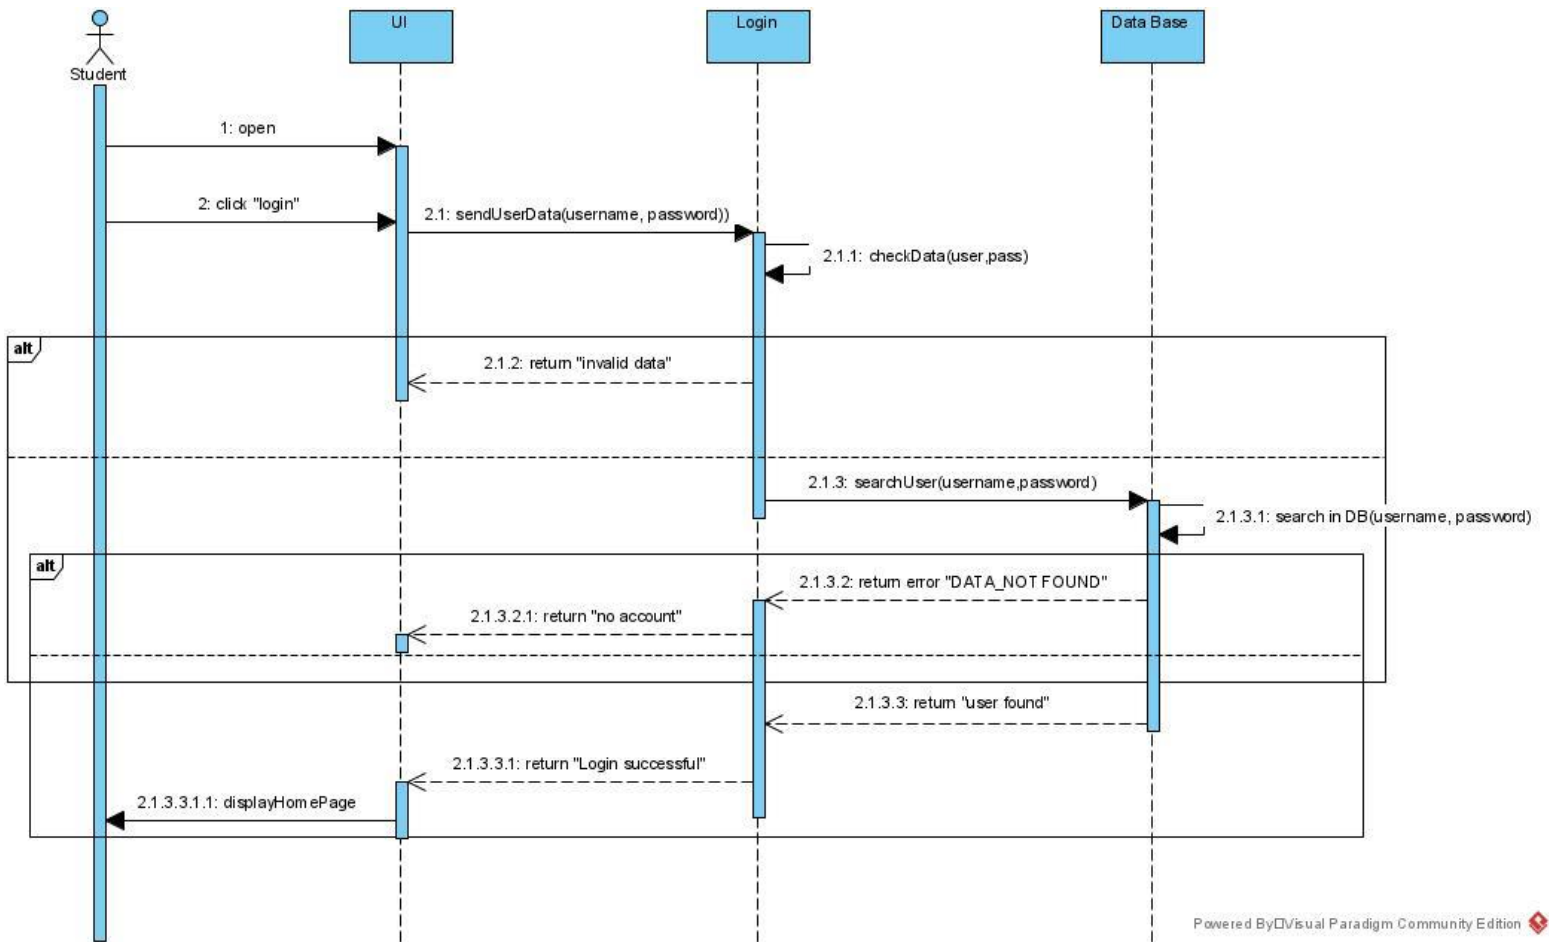 UI
Login
Data Base
Student
1: open
2: click "login"
2.1: sendUserData(username, password))
2.1.1: checkData(user,pass)
alt
2.1.2: return "invalid data"
2.1.3: searchUser(username,password)
2.1.3.1: search in DB(username, password)
alt
2.1.3.2: return error "DATA_NOT FOUND"
2.1.3.2.1: return "no account"
2.1.3.3: return "user found"
2.1.3.3.1: return "Login successful"
2.1.3.3.1.1: displayHomePage
Powered By□Visual Paradigm Community Edition